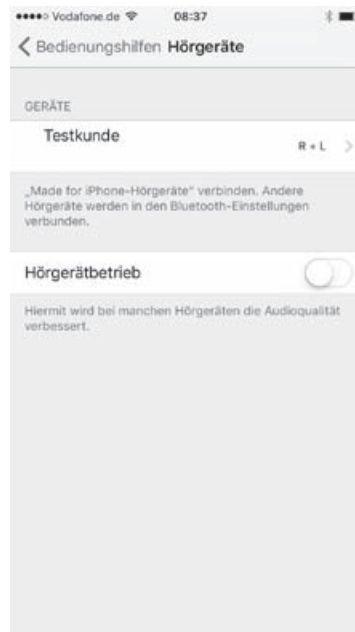 Vodafone.de 08:37
Bedienungshilfen Hörgeräte
GERÄTE
Testkunde
R + L
„Made for iPhone-Hörgeräte“ verbinden. Andere
Hörgeräte werden in den Bluetooth-Einstellungen
verbunden.
Hörgerätbetrieb
Hiermit wird bei manchen Hörgeräten die Audioqualität
verbessert.